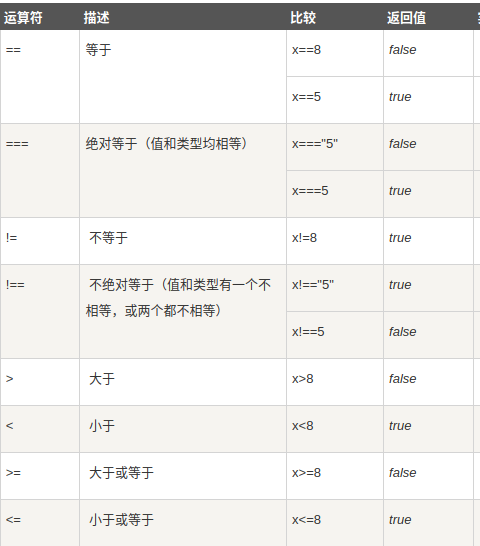 运算符 描述 比较 返回值
== 等于 x==8 false
x==5 true
=== 绝对等于（值和类型均相等） x==="5" false
x===5 true
!= 不等于 x!=8 true
!== 不绝对等于（值和类型有一个不 x!=="5" true
相等，或两个都不相等）
x!==5 false
> 大于 x>8 false
< 小于 x<8 true
>= 大于或等于 x>=8 false
<= 小于或等于 x<=8 true